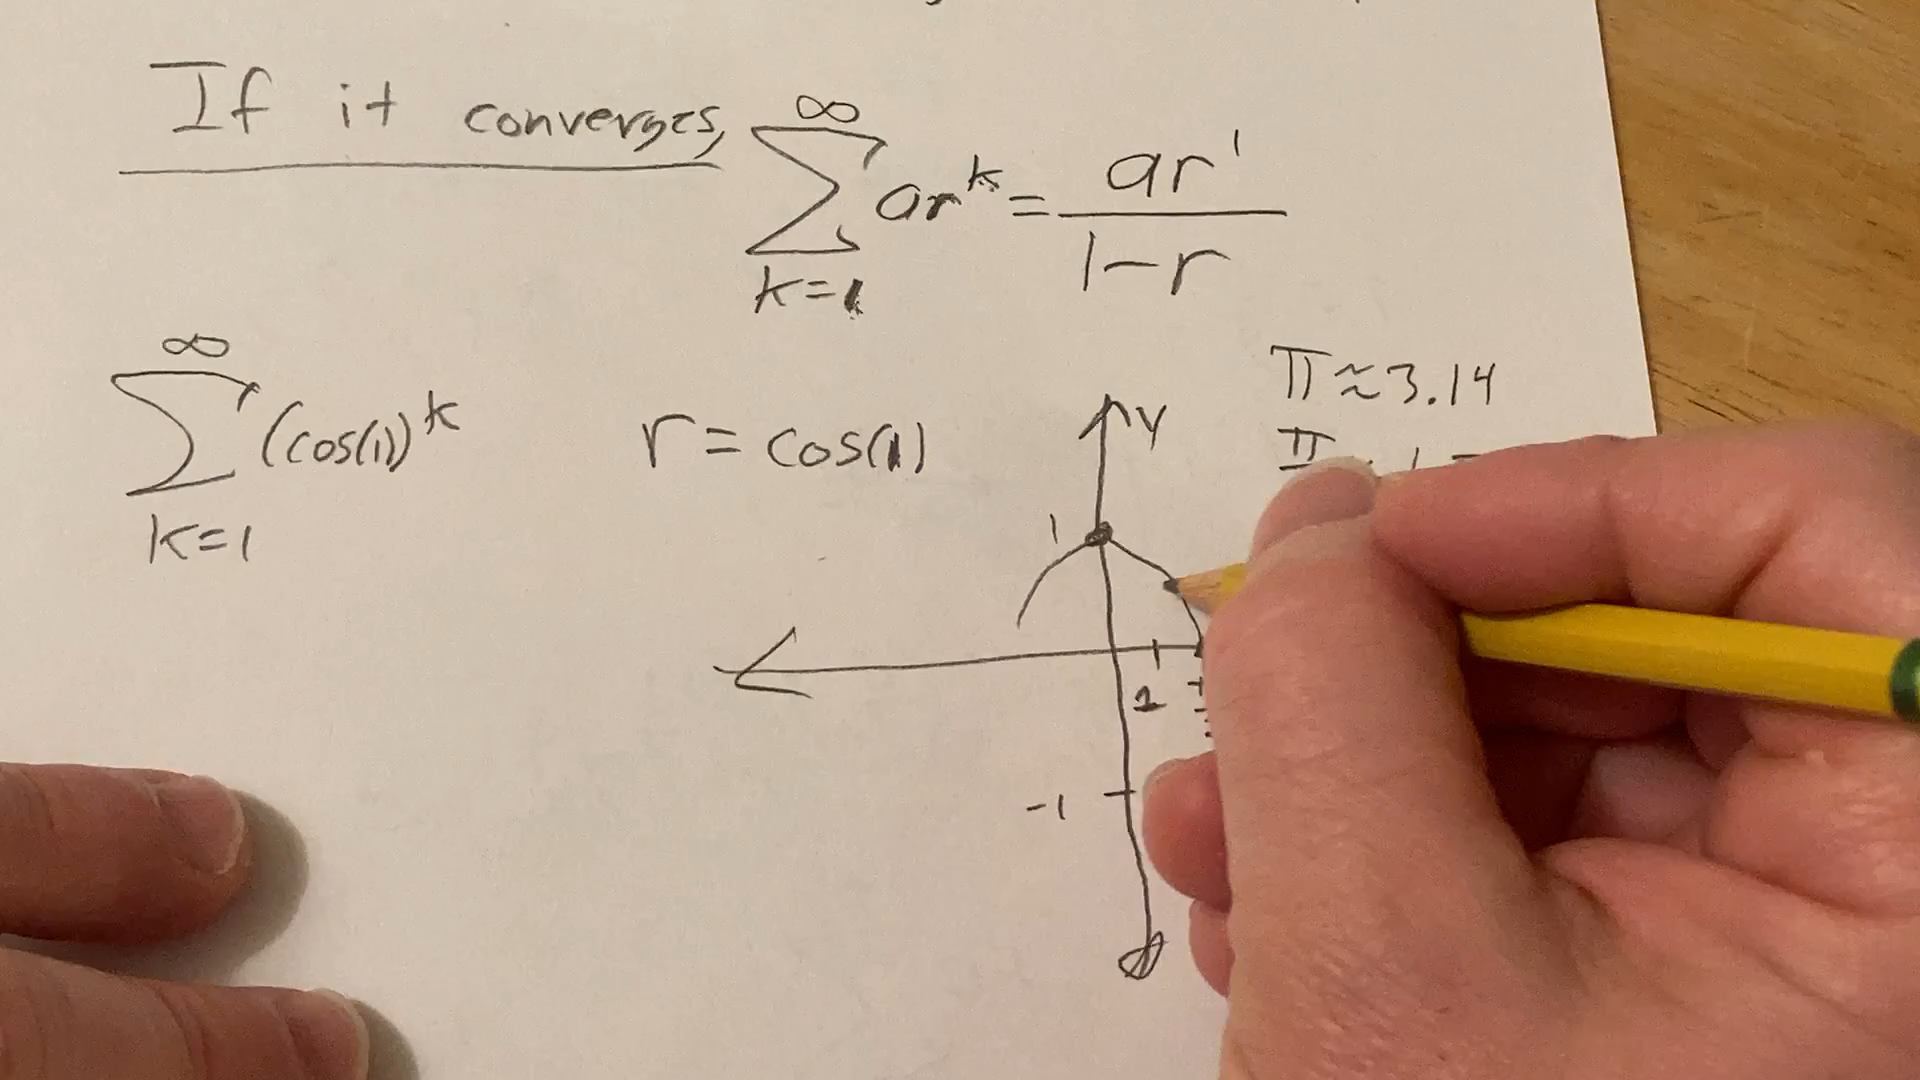 If it converges, ∞
∑ ar^k = ar^1 / 1-r
k=1
∞
∑ (cos(1))^k
k=1
r = cos(1)
π≈3.14
π
y
1
1
-1